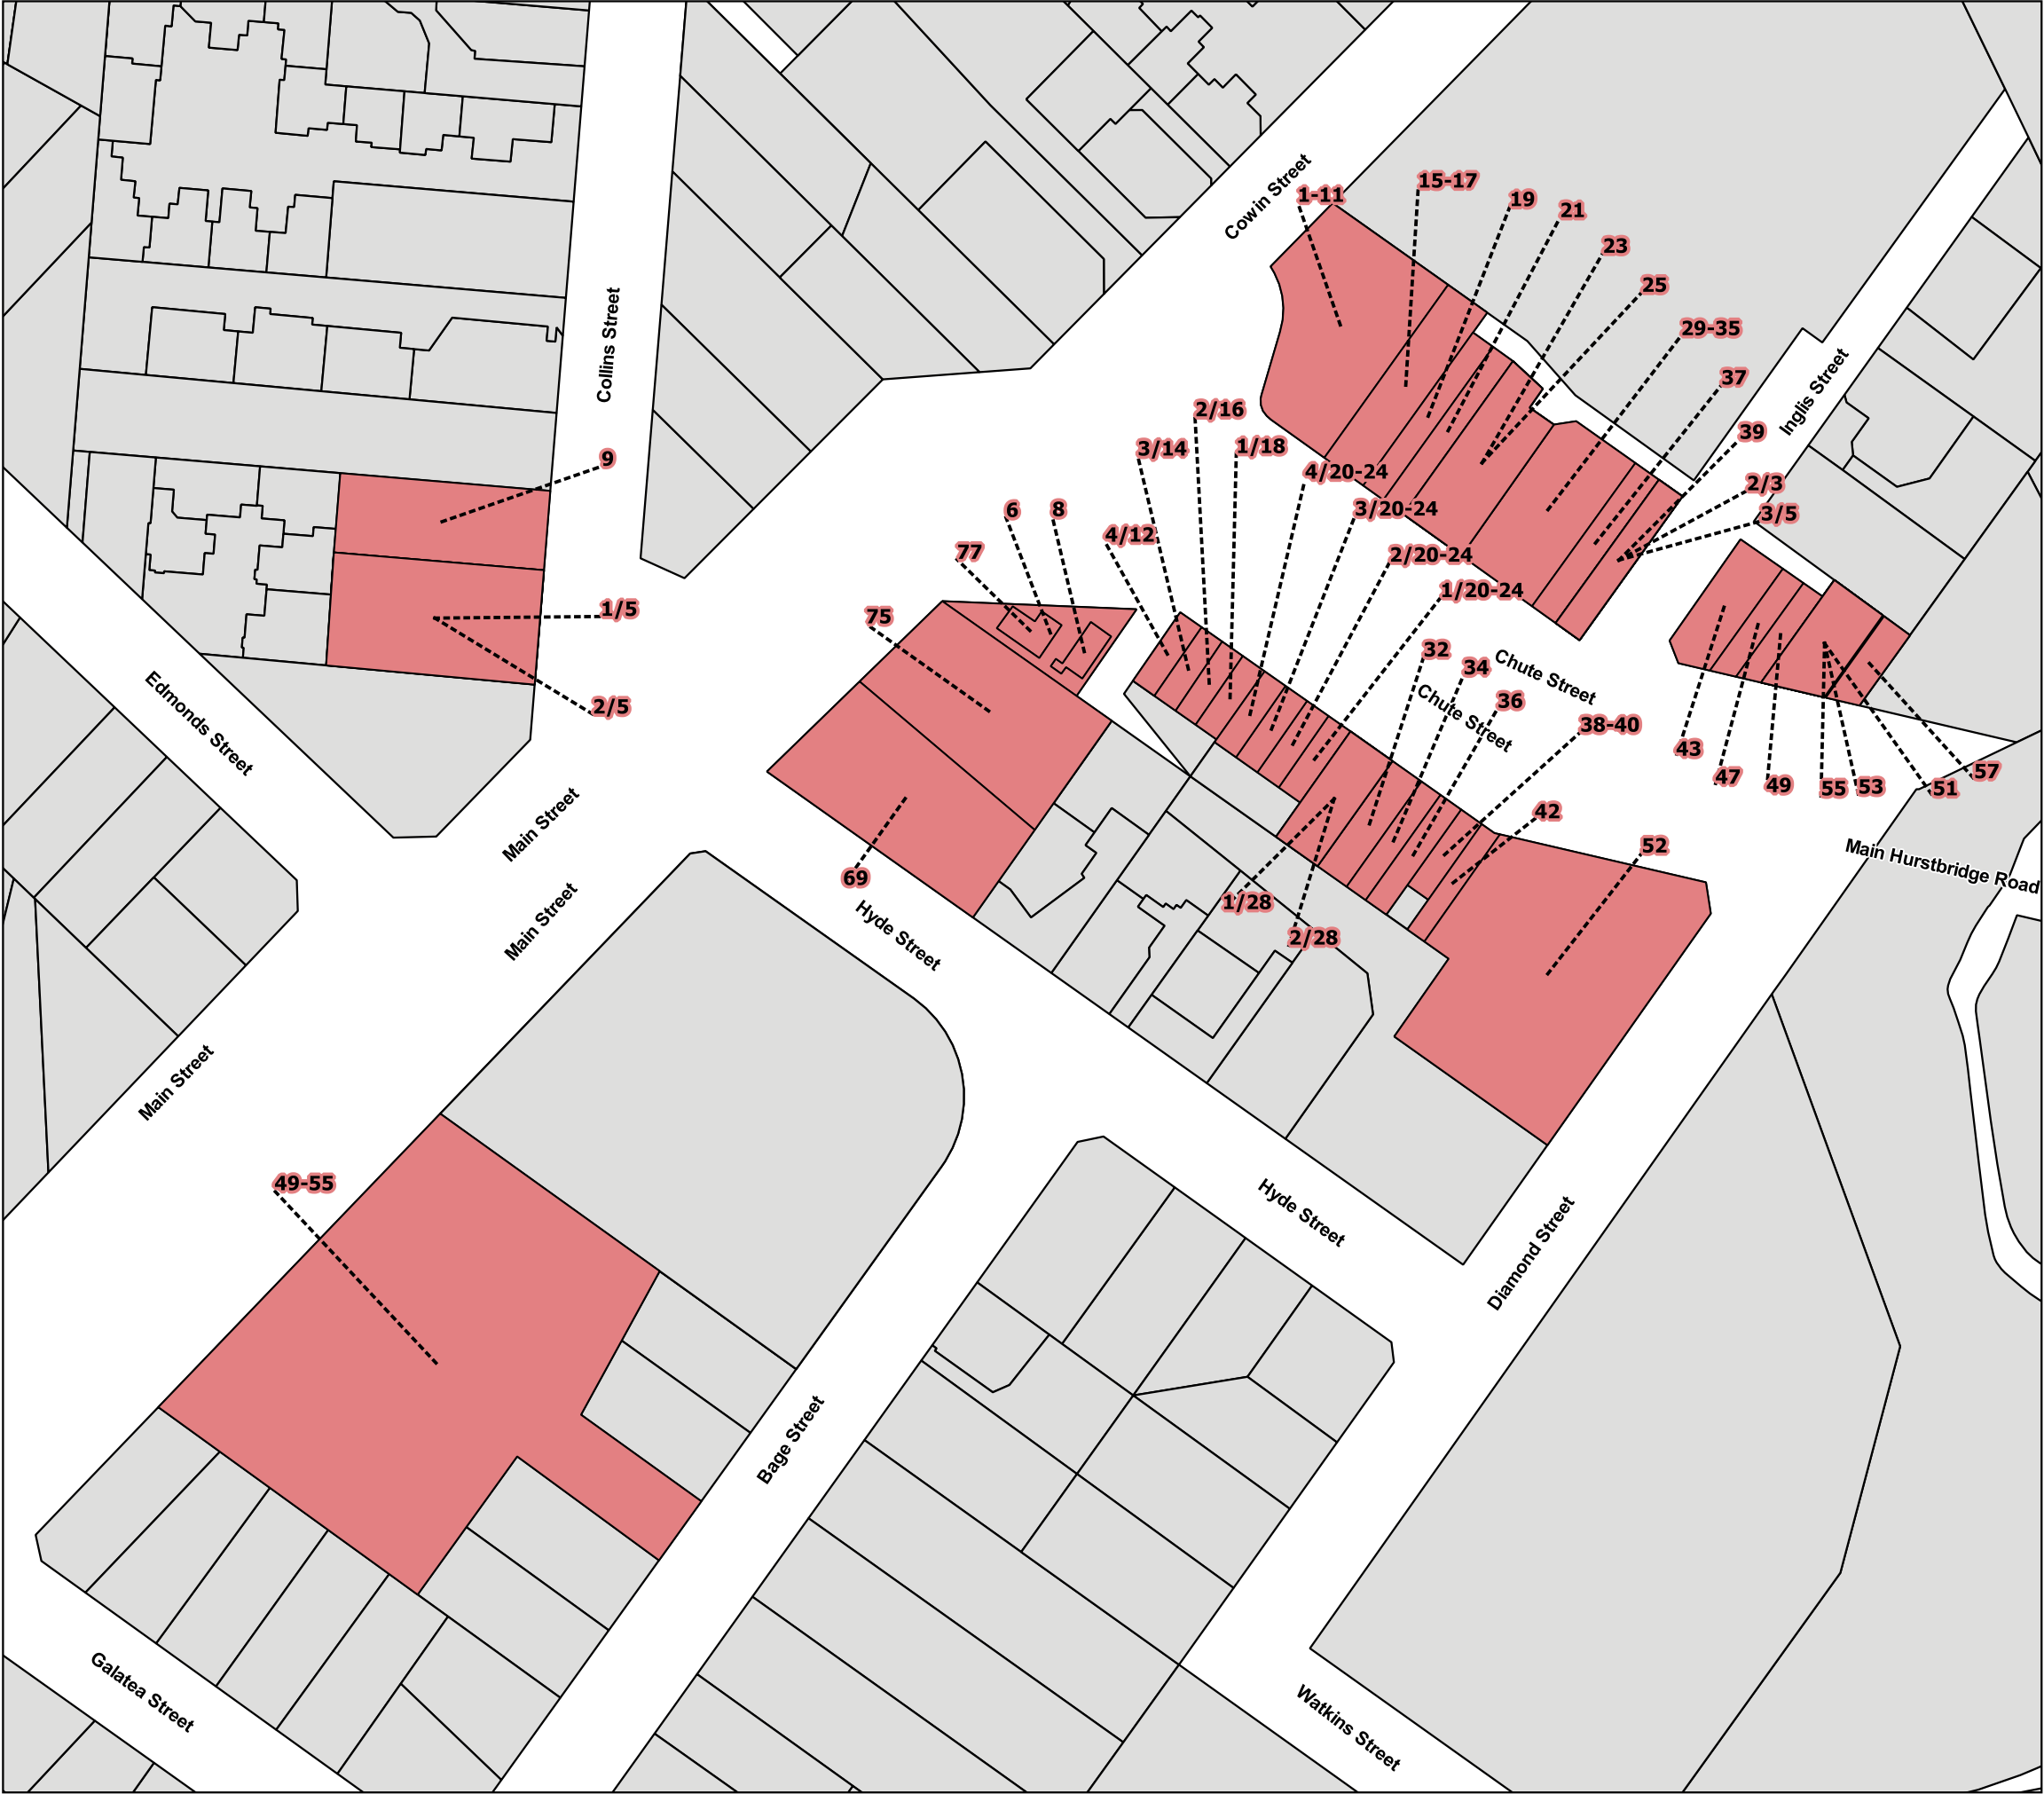 Cowin Street
1-11
15-17
19
21
23
25
29-35
37
39
Inglis Street
2/3
3/5
Collins Street
9
1/5
2/5
2/16
3/14
1/18
4/20-24
3/20-24
6
8
4/12
77
2/20-24
1/20-24
75
32
34
36
38-40
Chute Street
Chute Street
43
47
49
55
53
51
57
42
52
Main Hurstbridge Road
Edmonds Street
Main Street
Main Street
69
Hyde Street
1/28
2/28
Main Street
49-55
Hyde Street
Diamond Street
Bage Street
Galatea Street
Watkins Street